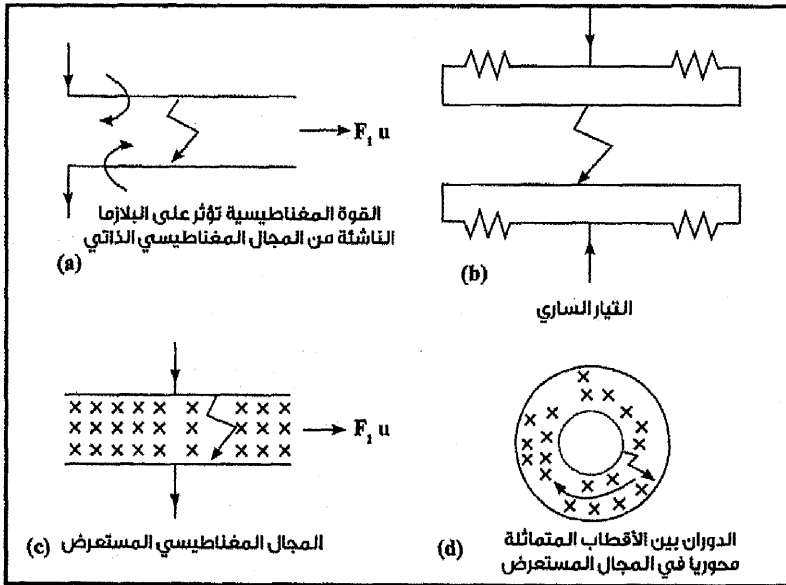 F₁ u
القوة المغناطيسية تؤثر على البلازما
الناشئة من المجال المغناطيسي الذاتي
(a)
(b)
التيار الساري
× × × × × × × × ×
× × × × × × × × ×
× × × × × × × × ×
F₁ u
(c)
المجال المغناطيسي المستعرض
(d)
الدوران بين الأقطاب المتماثلة
محوريا في المجال المستعرض